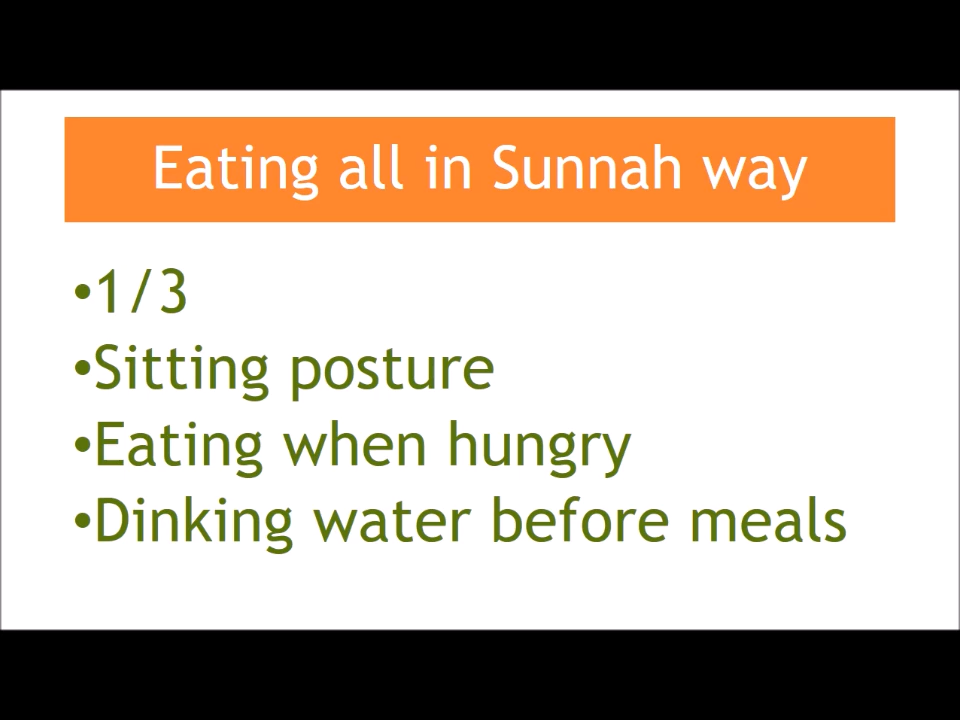 Eating all in Sunnah way
•1/3
•Sitting posture
•Eating when hungry
•Dinking water before meals